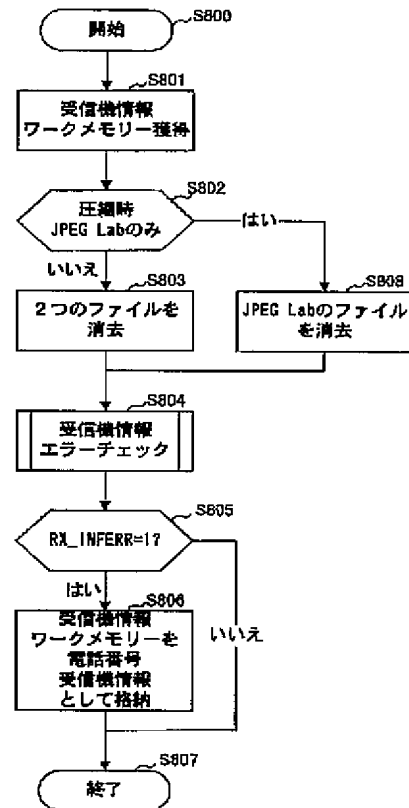 S800
開始
S801
受信機情報
ワークメモリー獲得
S802
圧縮時
JPEG Labのみ
はい
いいえ
S803
2つのファイルを
消去
S808
JPEG Labのファイル
を消去
S804
受信機情報
エラーチェック
S805
RX_INFERR=1?
はい
いいえ
S806
受信機情報
ワークメモリーを
電話番号
受信機情報
として格納
S807
終了